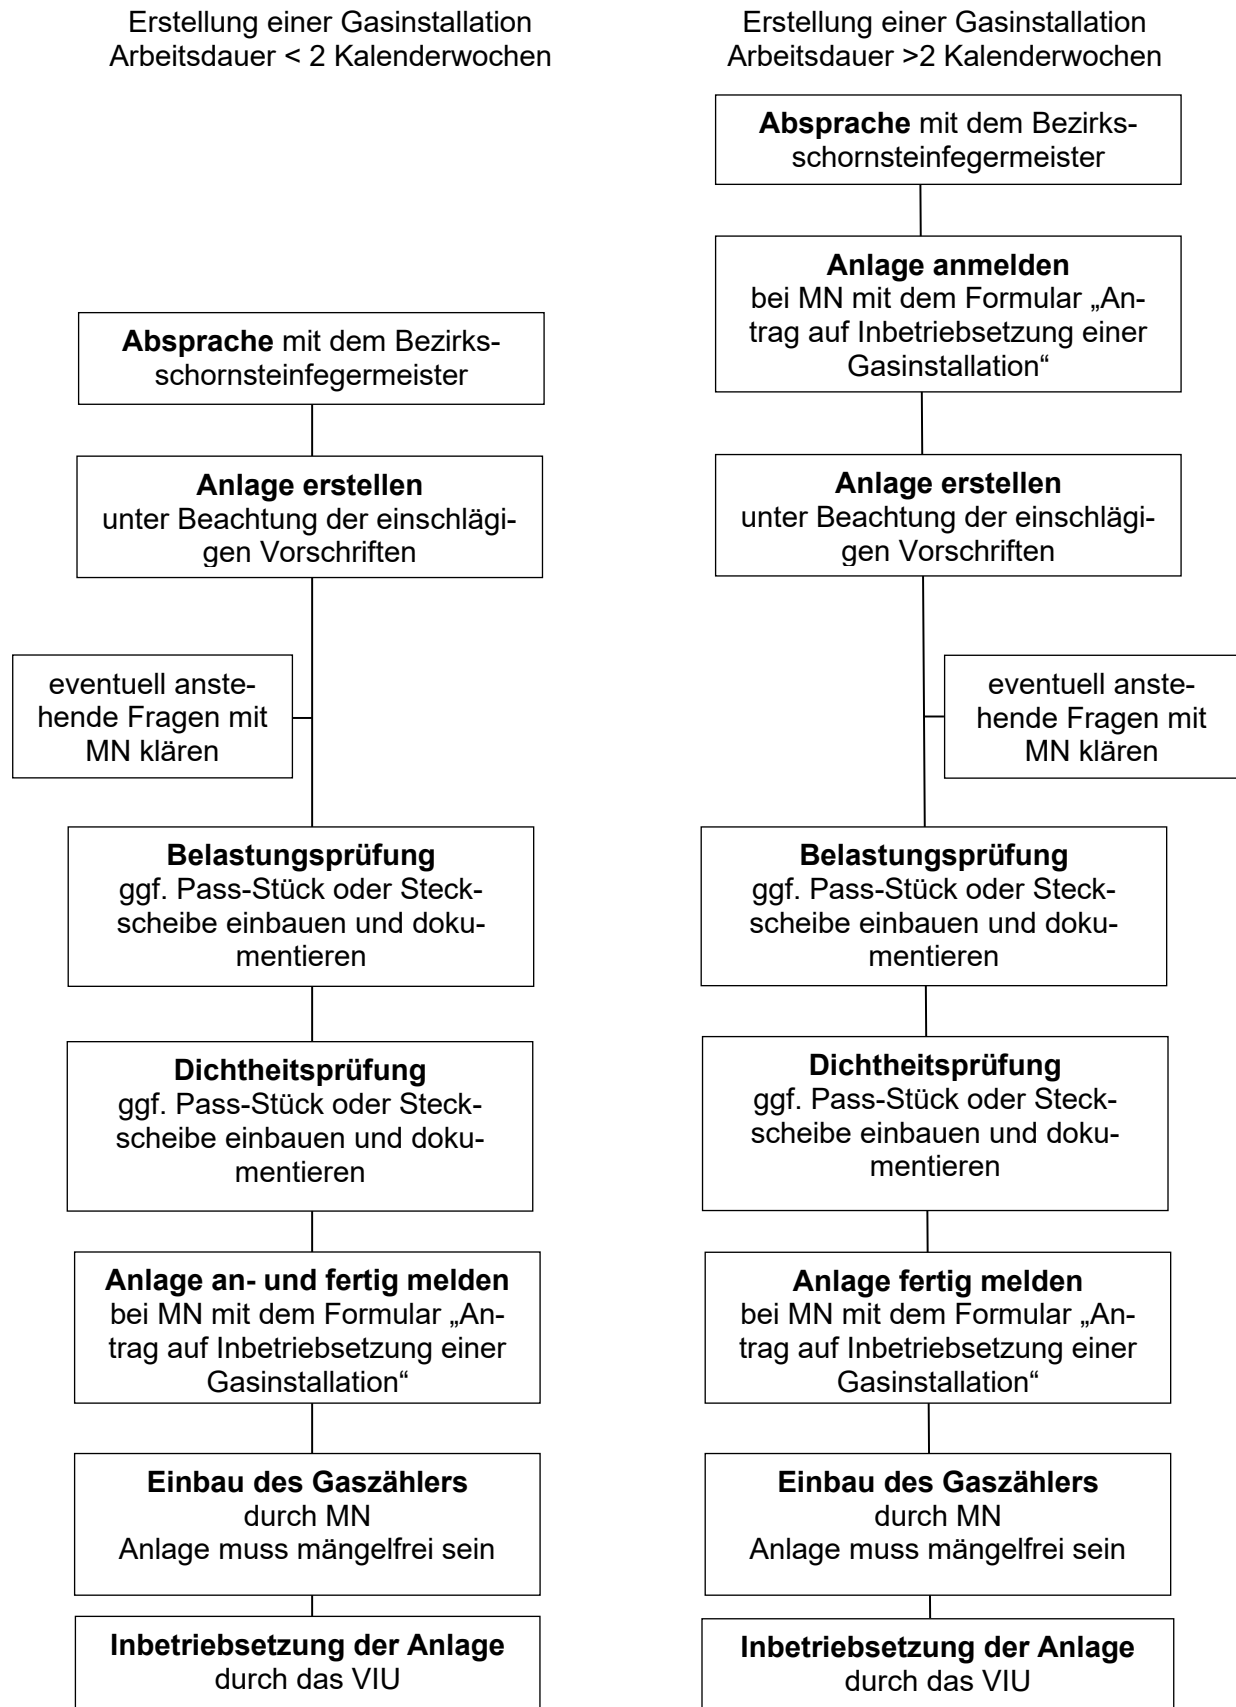 Erstellung einer Gasinstallation
Arbeitsdauer < 2 Kalenderwochen
Absprache mit dem Bezirks-
schornsteinfegermeister
Anlage erstellen
unter Beachtung der einschlägi-
gen Vorschriften
eventuell anste-
hende Fragen mit
MN klären
Belastungsprüfung
ggf. Pass-Stück oder Steck-
scheibe einbauen und doku-
mentieren
Dichtheitsprüfung
ggf. Pass-Stück oder Steck-
scheibe einbauen und doku-
mentieren
Anlage an- und fertig melden
bei MN mit dem Formular „An-
trag auf Inbetriebsetzung einer
Gasinstallation“
Einbau des Gaszählers
durch MN
Anlage muss mängelfrei sein
Inbetriebsetzung der Anlage
durch das VIU
Erstellung einer Gasinstallation
Arbeitsdauer >2 Kalenderwochen
Absprache mit dem Bezirks-
schornsteinfegermeister
Anlage anmelden
bei MN mit dem Formular „An-
trag auf Inbetriebsetzung einer
Gasinstallation“
Anlage erstellen
unter Beachtung der einschlägi-
gen Vorschriften
eventuell anste-
hende Fragen mit
MN klären
Belastungsprüfung
ggf. Pass-Stück oder Steck-
scheibe einbauen und doku-
mentieren
Dichtheitsprüfung
ggf. Pass-Stück oder Steck-
scheibe einbauen und doku-
mentieren
Anlage fertig melden
bei MN mit dem Formular „An-
trag auf Inbetriebsetzung einer
Gasinstallation“
Einbau des Gaszählers
durch MN
Anlage muss mängelfrei sein
Inbetriebsetzung der Anlage
durch das VIU